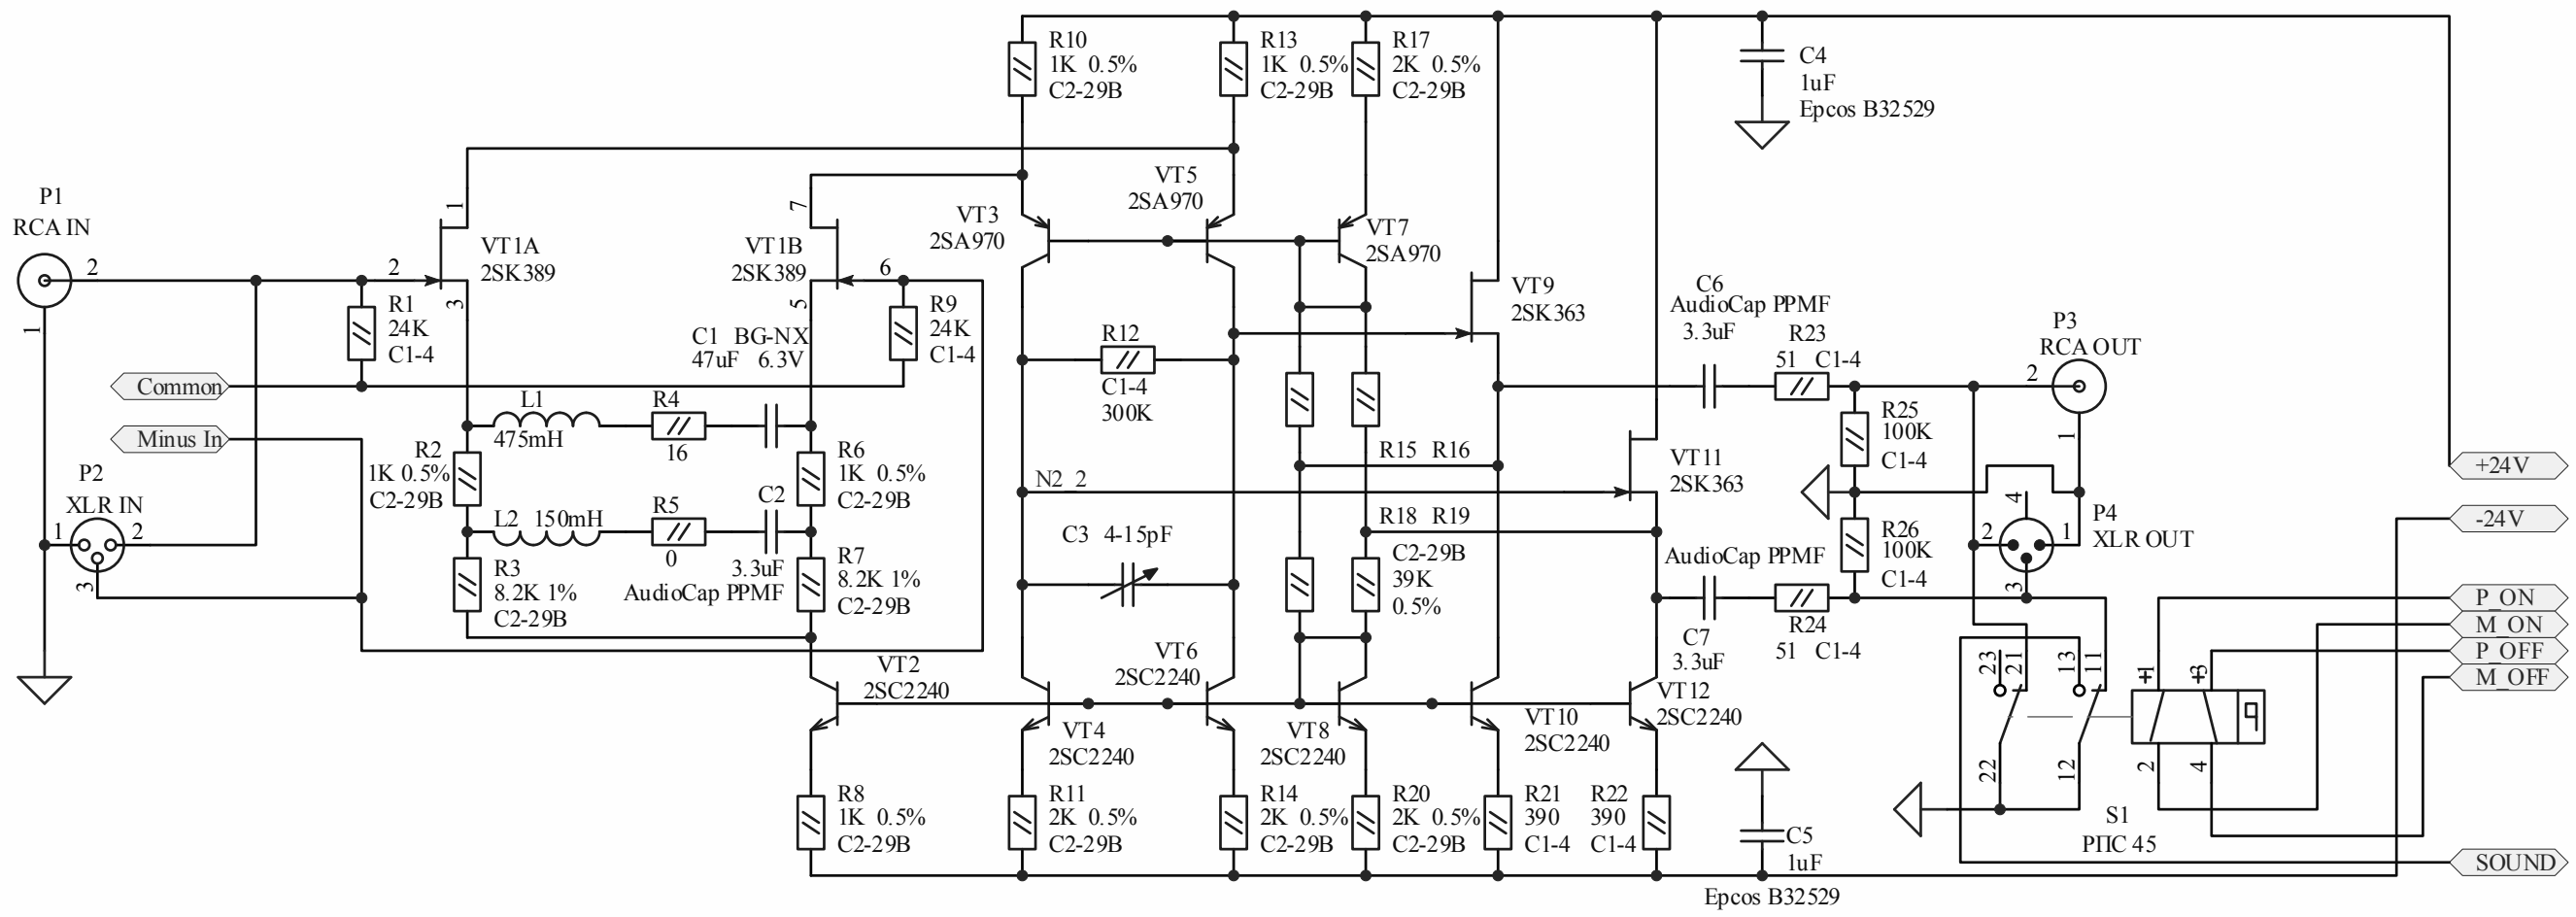 P1
RCA IN
2
1
Common
Minus In
P2
XLR IN
1
2
3
R1
24K
C1-4
2
1
3
VT1A
2SK389
7
6
5
VT1B
2SK389
R9
24K
C1-4
C1 BG-NX
47uF 6.3V
L1
475mH
R4
16
R2
1K 0.5%
C2-29B
R6
1K 0.5%
C2-29B
L2 150mH
R5
0
C2
3.3uF
AudioCap PPMF
R3
8.2K 1%
C2-29B
R7
8.2K 1%
C2-29B
VT2
2SC2240
R8
1K 0.5%
C2-29B
R10
1K 0.5%
C2-29B
R13
1K 0.5%
C2-29B
R17
2K 0.5%
C2-29B
VT3
2SA970
VT5
2SA970
VT7
2SA970
R12
C1-4
300K
N2_2
C3 4-15pF
R15 R16
R18 R19
C2-29B
39K
0.5%
VT4
2SC2240
VT6
2SC2240
VT8
2SC2240
VT10
2SC2240
VT12
2SC2240
R11
2K 0.5%
C2-29B
R14
2K 0.5%
C2-29B
R20
2K 0.5%
C2-29B
R21
390
C1-4
R22
390
C1-4
VT9
2SK363
VT11
2SK363
C4
1uF
Epcos B32529
C5
1uF
Epcos B32529
C6
AudioCap PPMF
3.3uF
R23
51 C1-4
AudioCap PPMF
C7
3.3uF
R24
51 C1-4
R25
100K
C1-4
R26
100K
C1-4
P3
RCA OUT
2
1
P4
XLR OUT
4
2
1
3
23
21
13
11
22
12
+1
+3
2
4
S1
РПС 45
+24V
-24V
P_ON
M_ON
P_OFF
M_OFF
SOUND